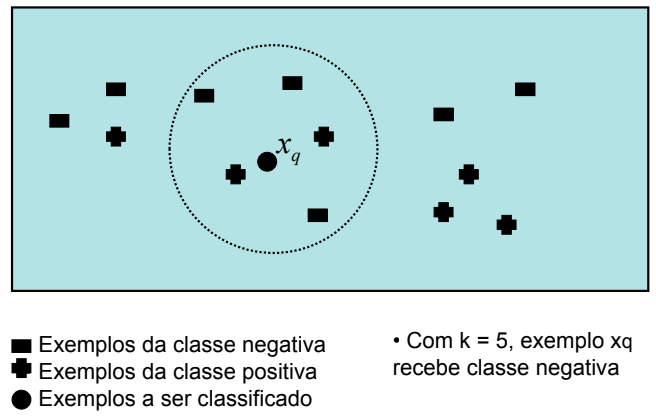 xq
Exemplos da classe negativa
Exemplos da classe positiva
Exemplos a ser classificado
• Com k = 5, exemplo xq
recebe classe negativa